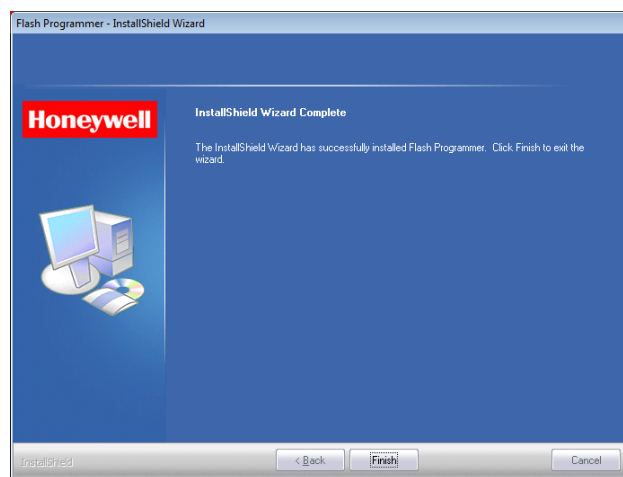 Flash Programmer - InstallShield Wizard
Honeywell
InstallShield Wizard Complete
The InstallShield Wizard has successfully installed Flash Programmer. Click Finish to exit the
wizard.
InstallShield
< Back
Finish
Cancel